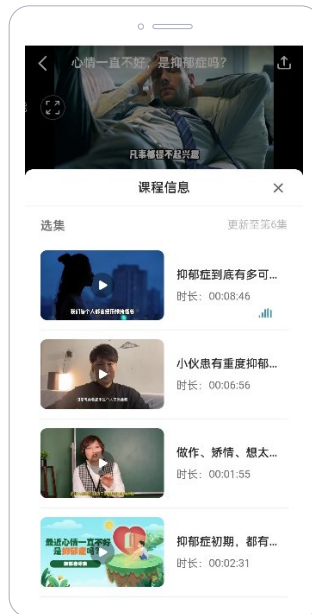 心情一直不好，是抑郁症吗？
凡事都提不起兴趣
课程信息
选集
更新至第6集
抑郁症到底有多可...
时长：00:08:46
小伙患有重度抑郁...
时长：00:06:56
做作、矫情、想太...
时长：00:01:55
靠近心情一直不好
是抑郁症吗？
抑郁症初期，都有...
时长：00:02:31